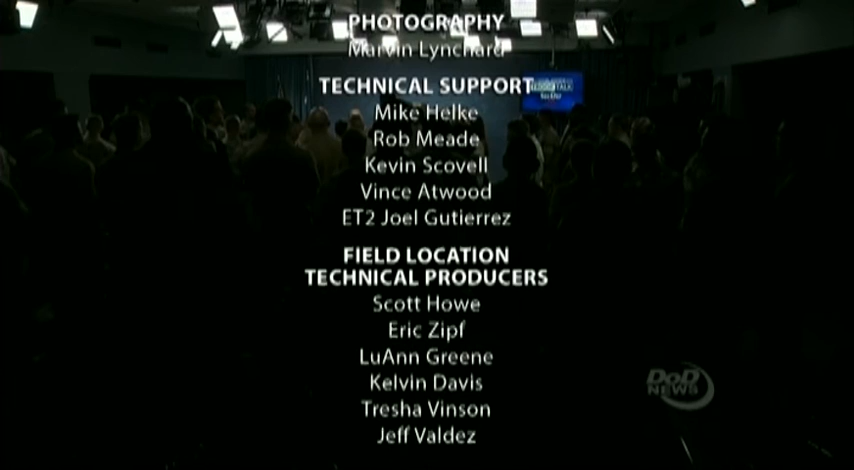 PHOTOGRAPHY
Marvin Lynchard
TECHNICAL SUPPORT
Mike Helke
Rob Meade
Kevin Scovell
Vince Atwood
ET2 Joel Gutierrez
FIELD LOCATION
TECHNICAL PRODUCERS
Scott Howe
Eric Zipf
LuAnn Greene
Kelvin Davis
Tresha Vinson
Jeff Valdez
DoD
NEWS